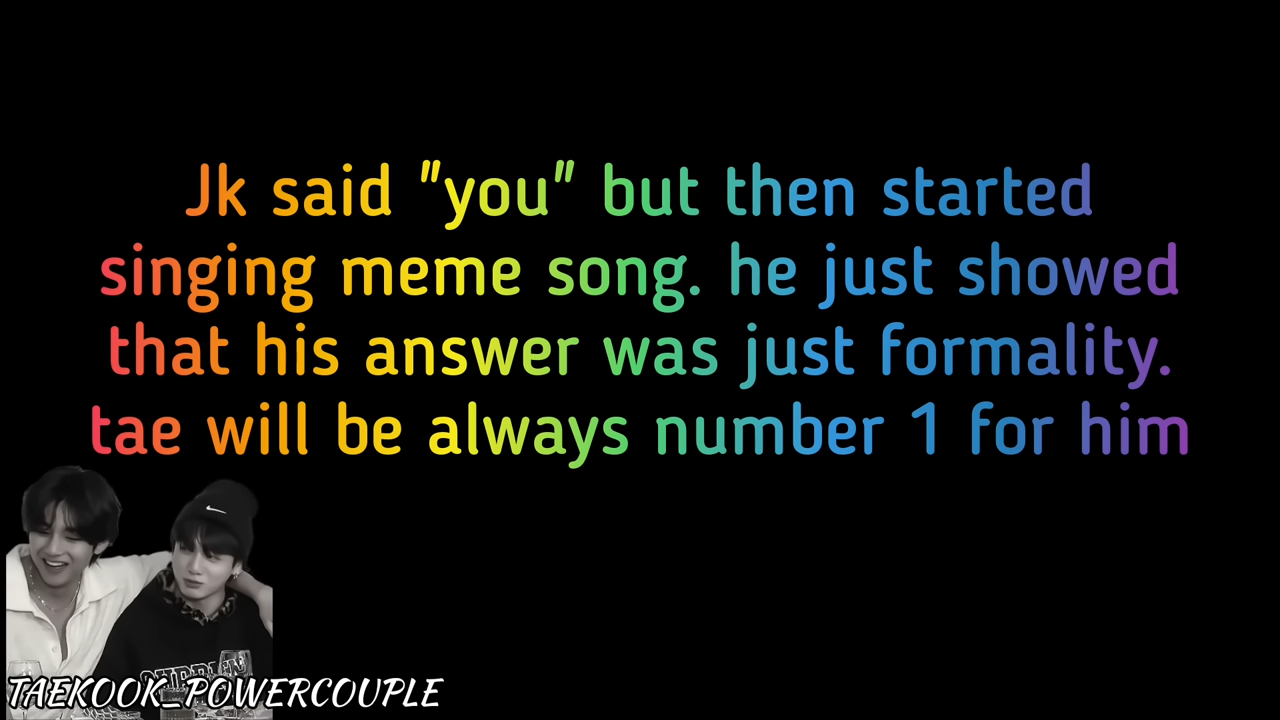 Jk said "you" but then started
singing meme song. he just showed
that his answer was just formality.
tae will be always number 1 for him
TAEKOOK_POWERCOUPLE